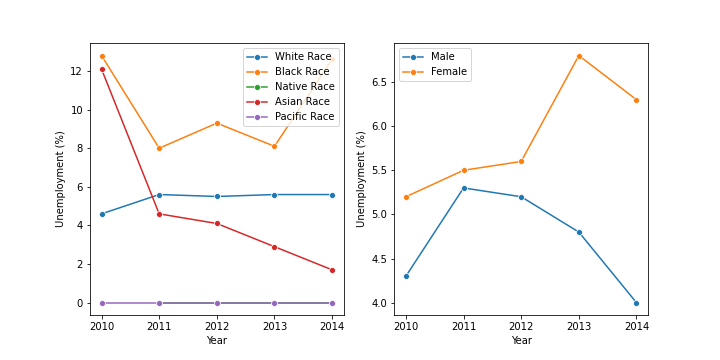 White Race
Black Race
Native Race
Asian Race
Pacific Race
Unemployment (%)
12
10
8
6
4
2
0
2010 2011 2012 2013 2014
Year
Male
Female
Unemployment (%)
6.5
6.0
5.5
5.0
4.5
4.0
2010 2011 2012 2013 2014
Year